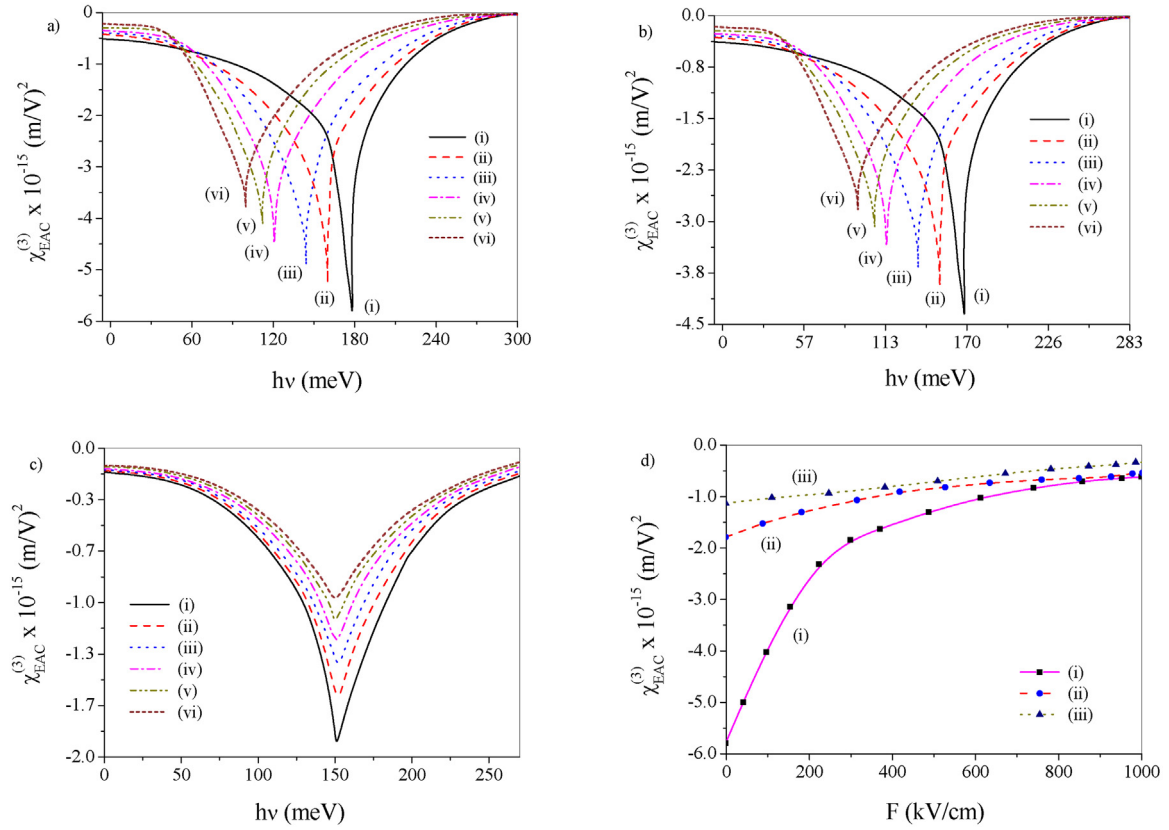 a)
0
-1
-2
-3
-4
-5
-6
χ(3)EAC x 10-15 (m/V)2
0 60 120 180 240 300
hν (meV)
(i)
(ii)
(iii)
(iv)
(v)
(vi)
(vi)
(v)
(iv)
(iii)
(ii)
(i)
b)
0.0
-0.8
-1.5
-2.3
-3.0
-3.8
-4.5
χ(3)EAC x 10-15 (m/V)2
0 57 113 170 226 283
hν (meV)
(i)
(ii)
(iii)
(iv)
(v)
(vi)
(vi)
(v)
(iv)
(iii)
(ii)
(i)
c)
0.0
-0.3
-0.7
-1.0
-1.3
-1.7
-2.0
χ(3)EAC x 10-15 (m/V)2
0 50 100 150 200 250
hν (meV)
(i)
(ii)
(iii)
(iv)
(v)
(vi)
d)
0.0
-1.0
-2.0
-3.0
-4.0
-5.0
-6.0
χ(3)EAC x 10-15 (m/V)2
0 200 400 600 800 1000
F (kV/cm)
(iii)
(ii)
(i)
(i)
(ii)
(iii)